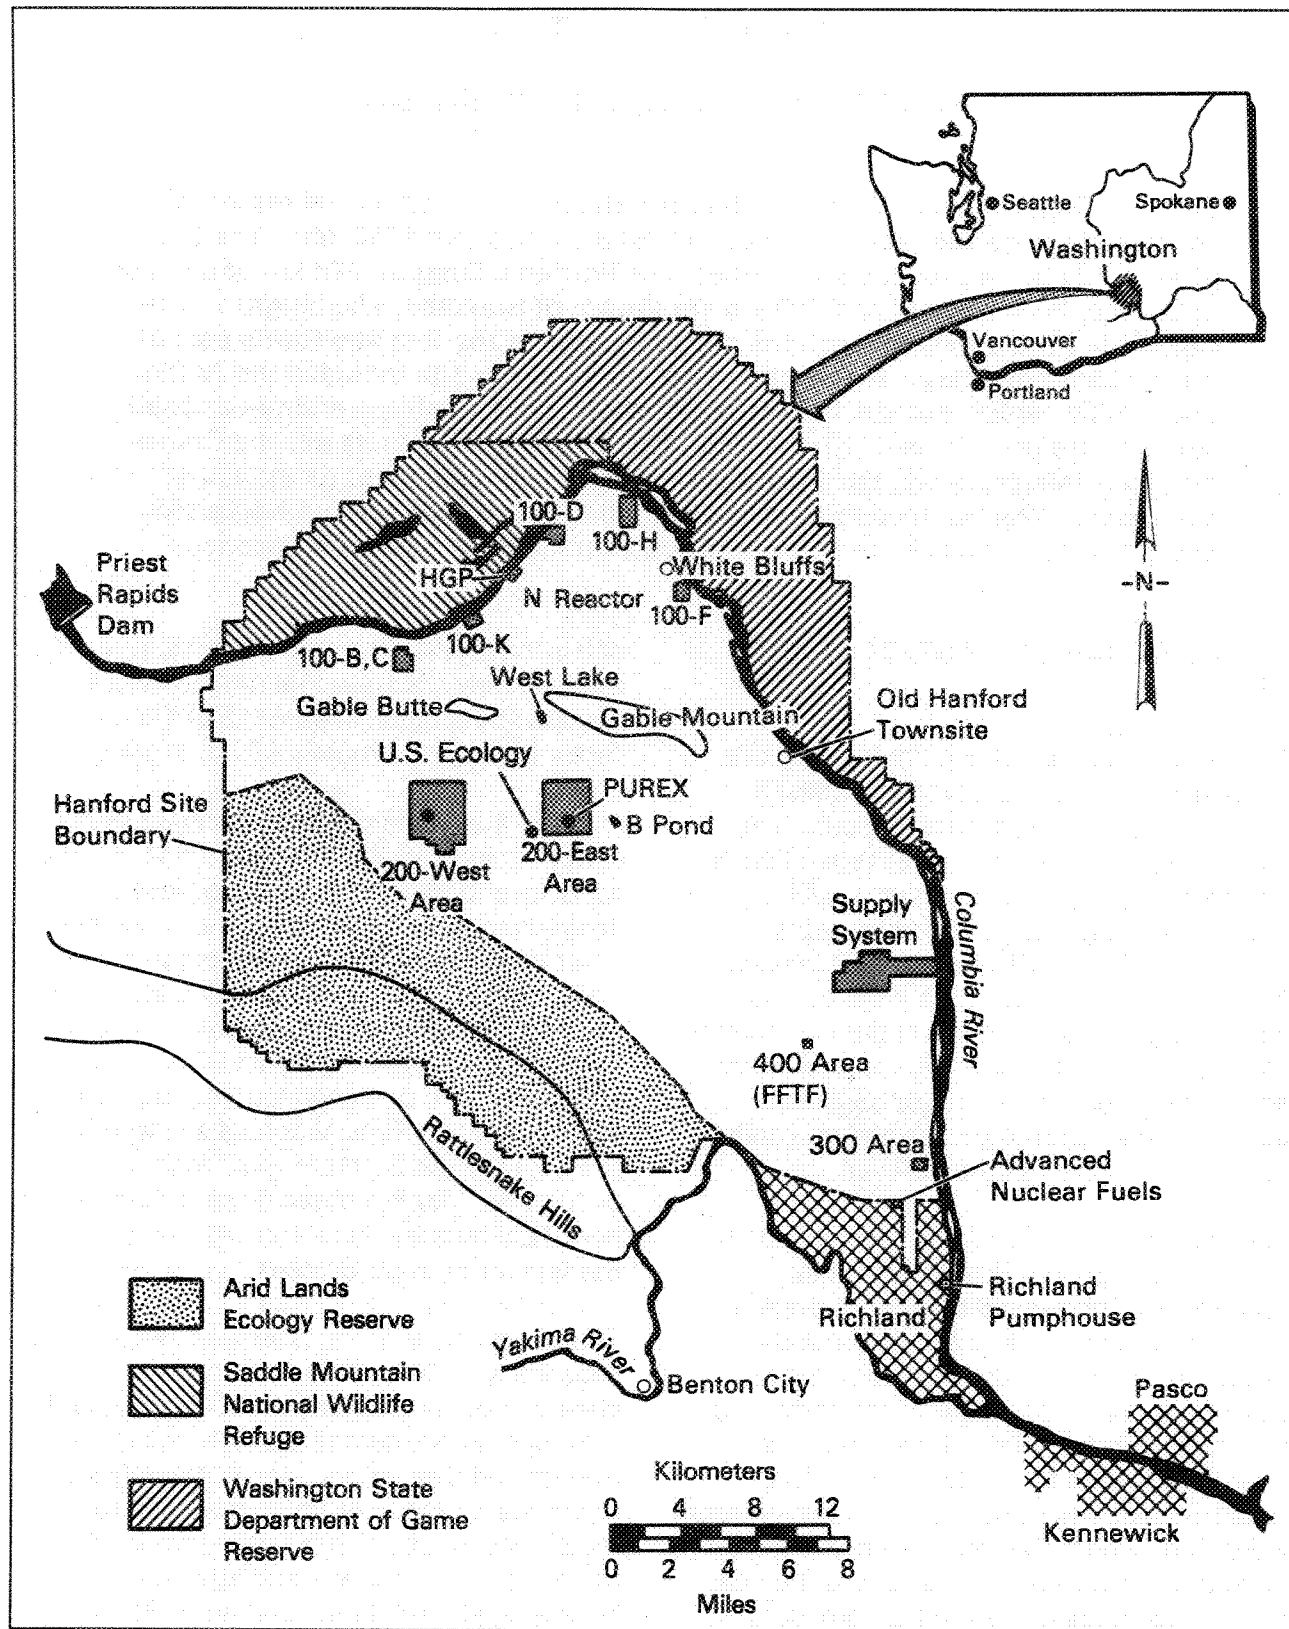 Seattle
Spokane
Washington
Vancouver
Portland
-N-
100-D
100-H
White Bluffs
HGP
N Reactor
100-F
Priest
Rapids
Dam
100-K
100-B,C
West Lake
Gable Butte
Gable Mountain
Old Hanford
Townsite
U.S. Ecology
PUREX
B Pond
Hanford Site
Boundary
200-West
Area
200-East
Area
Supply
System
Columbia River
400 Area
(FFTF)
300 Area
Advanced
Nuclear Fuels
Rattlesnake Hills
Richland
Richland
Pumphouse
Yakima River
Benton City
Pasco
Kennewick
Arid Lands
Ecology Reserve
Saddle Mountain
National Wildlife
Refuge
Washington State
Department of Game
Reserve
Kilometers
0 4 8 12
0 2 4 6 8
Miles